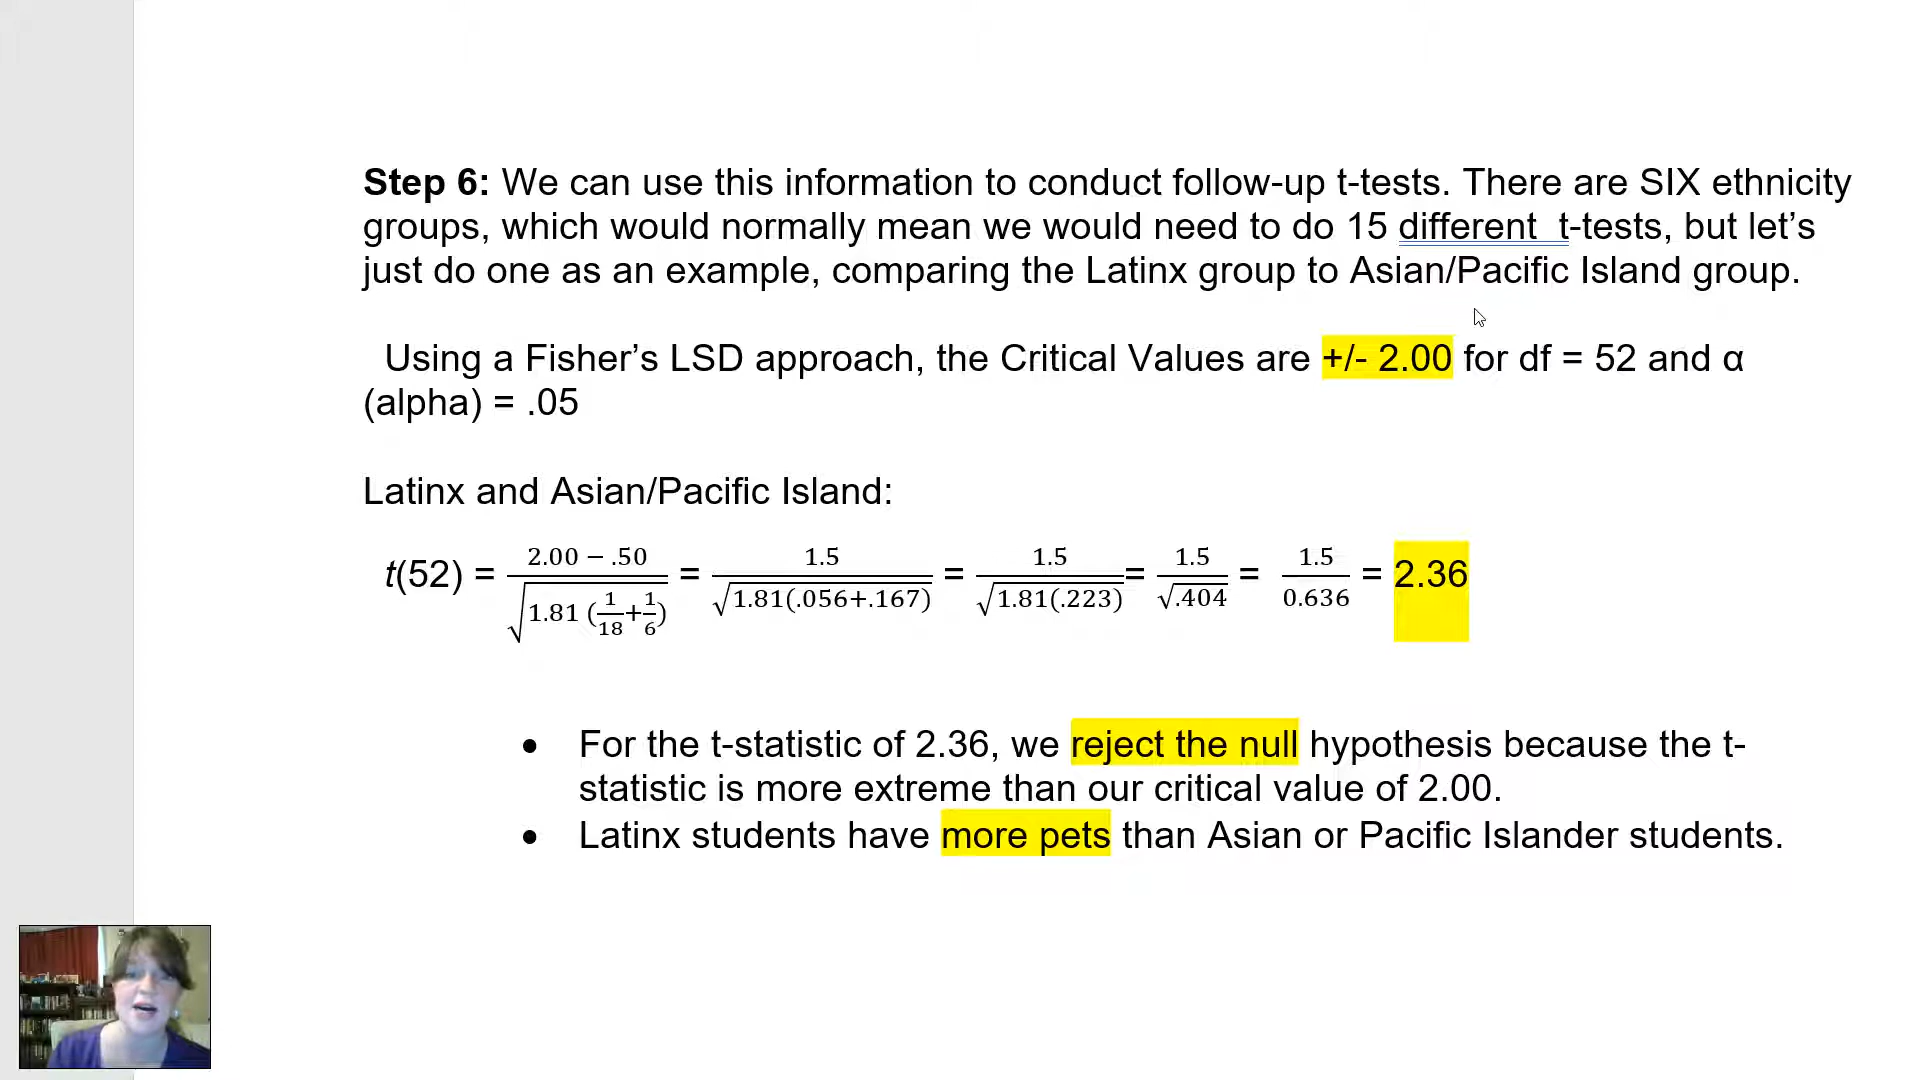 Step 6: We can use this information to conduct follow-up t-tests. There are SIX ethnicity
groups, which would normally mean we would need to do 15 different  t-tests, but let’s
just do one as an example, comparing the Latinx group to Asian/Pacific Island group.
Using a Fisher’s LSD approach, the Critical Values are +/- 2.00 for df = 52 and α
(alpha) = .05
Latinx and Asian/Pacific Island:
t(52) = (2.00 − .50)/√(1.81 (1/18+1/6)) = 1.5/√(1.81(.056+.167)) = 1.5/√(1.81(.223)) = 1.5/√.404 = 1.5/0.636 = 2.36
• For the t-statistic of 2.36, we reject the null hypothesis because the t-
statistic is more extreme than our critical value of 2.00.
• Latinx students have more pets than Asian or Pacific Islander students.